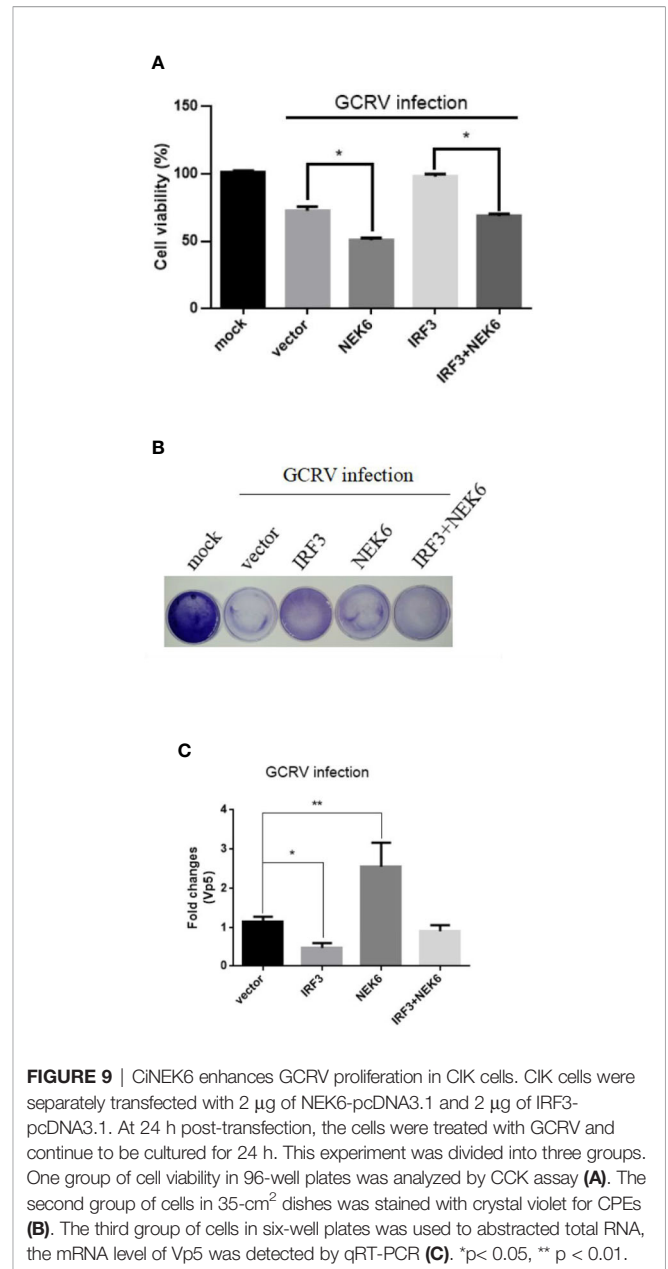 A
GCRV infection
150
100
50
0
Cell viability (%)
*
*
mock
vector
NEK6
IRF3
IRF3+NEK6
B
GCRV infection
mock
vector
IRF3
NEK6
IRF3+NEK6
C
GCRV infection
4
3
2
1
0
Fold changes
(Vp5)
**
*
vector
IRF3
NEK6
IRF3+NEK6
FIGURE 9 | CiNEK6 enhances GCRV proliferation in CIK cells. CIK cells were
separately transfected with 2 μg of NEK6-pcDNA3.1 and 2 μg of IRF3-
pcDNA3.1. At 24 h post-transfection, the cells were treated with GCRV and
continue to be cultured for 24 h. This experiment was divided into three groups.
One group of cell viability in 96-well plates was analyzed by CCK assay (A). The
second group of cells in 35-cm² dishes was stained with crystal violet for CPEs
(B). The third group of cells in six-well plates was used to abstracted total RNA,
the mRNA level of Vp5 was detected by qRT-PCR (C). *p< 0.05, ** p < 0.01.